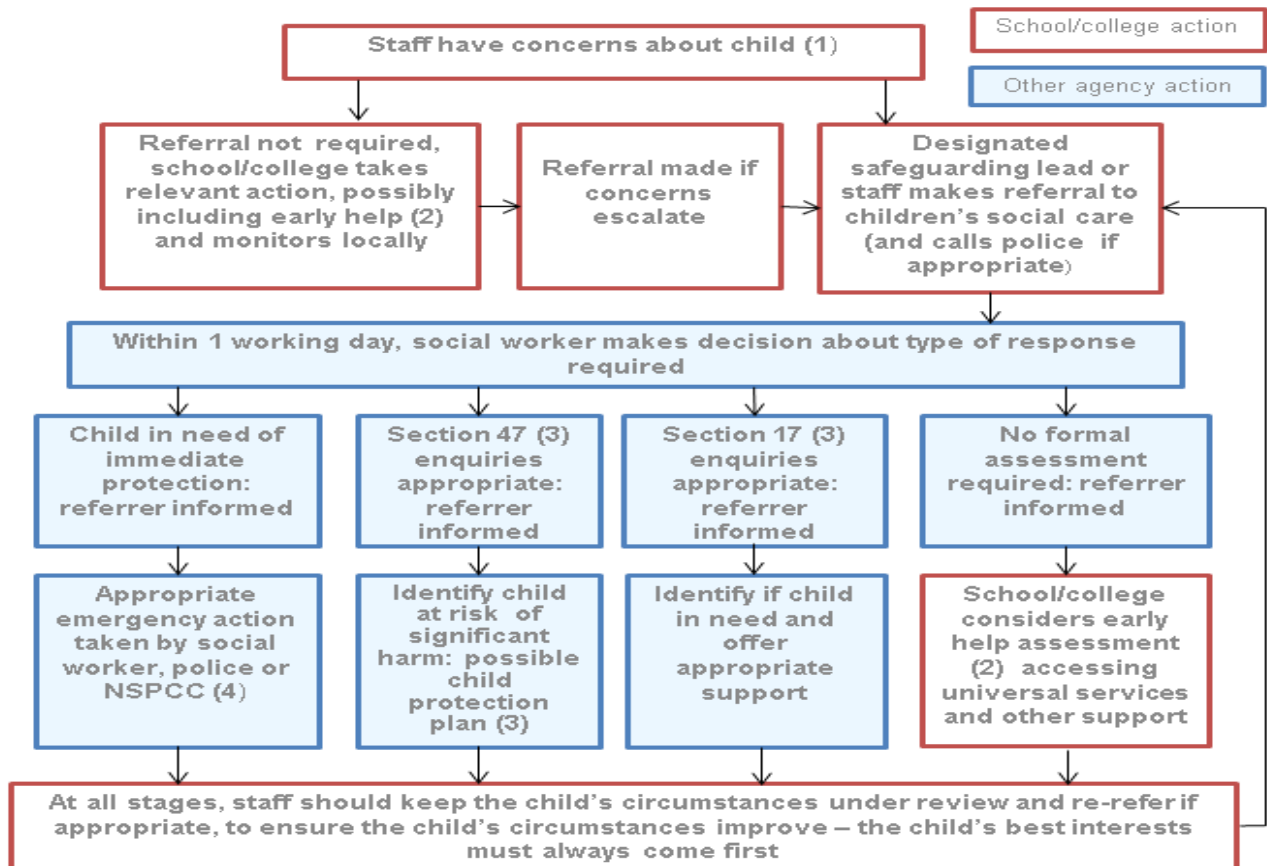 Staff have concerns about child (1)
School/college action
Other agency action
Referral not required,
school/college takes
relevant action, possibly
including early help (2)
and monitors locally
Referral made if
concerns
escalate
Designated
safeguarding lead or
staff makes referral to
children’s social care
(and calls police if
appropriate)
Within 1 working day, social worker makes decision about type of response
required
Child in need of
immediate
protection:
referrer informed
Section 47 (3)
enquiries
appropriate:
referrer
informed
Section 17 (3)
enquiries
appropriate:
referrer
informed
No formal
assessment
required: referrer
informed
Appropriate
emergency action
taken by social
worker, police or
NSPCC (4)
Identify child
at risk of
significant
harm: possible
child
protection
plan (3)
Identify if child
in need and
offer
appropriate
support
School/college
considers early
help assessment
(2) accessing
universal services
and other support
At all stages, staff should keep the child’s circumstances under review and re-refer if
appropriate, to ensure the child’s circumstances improve – the child’s best interests
must always come first